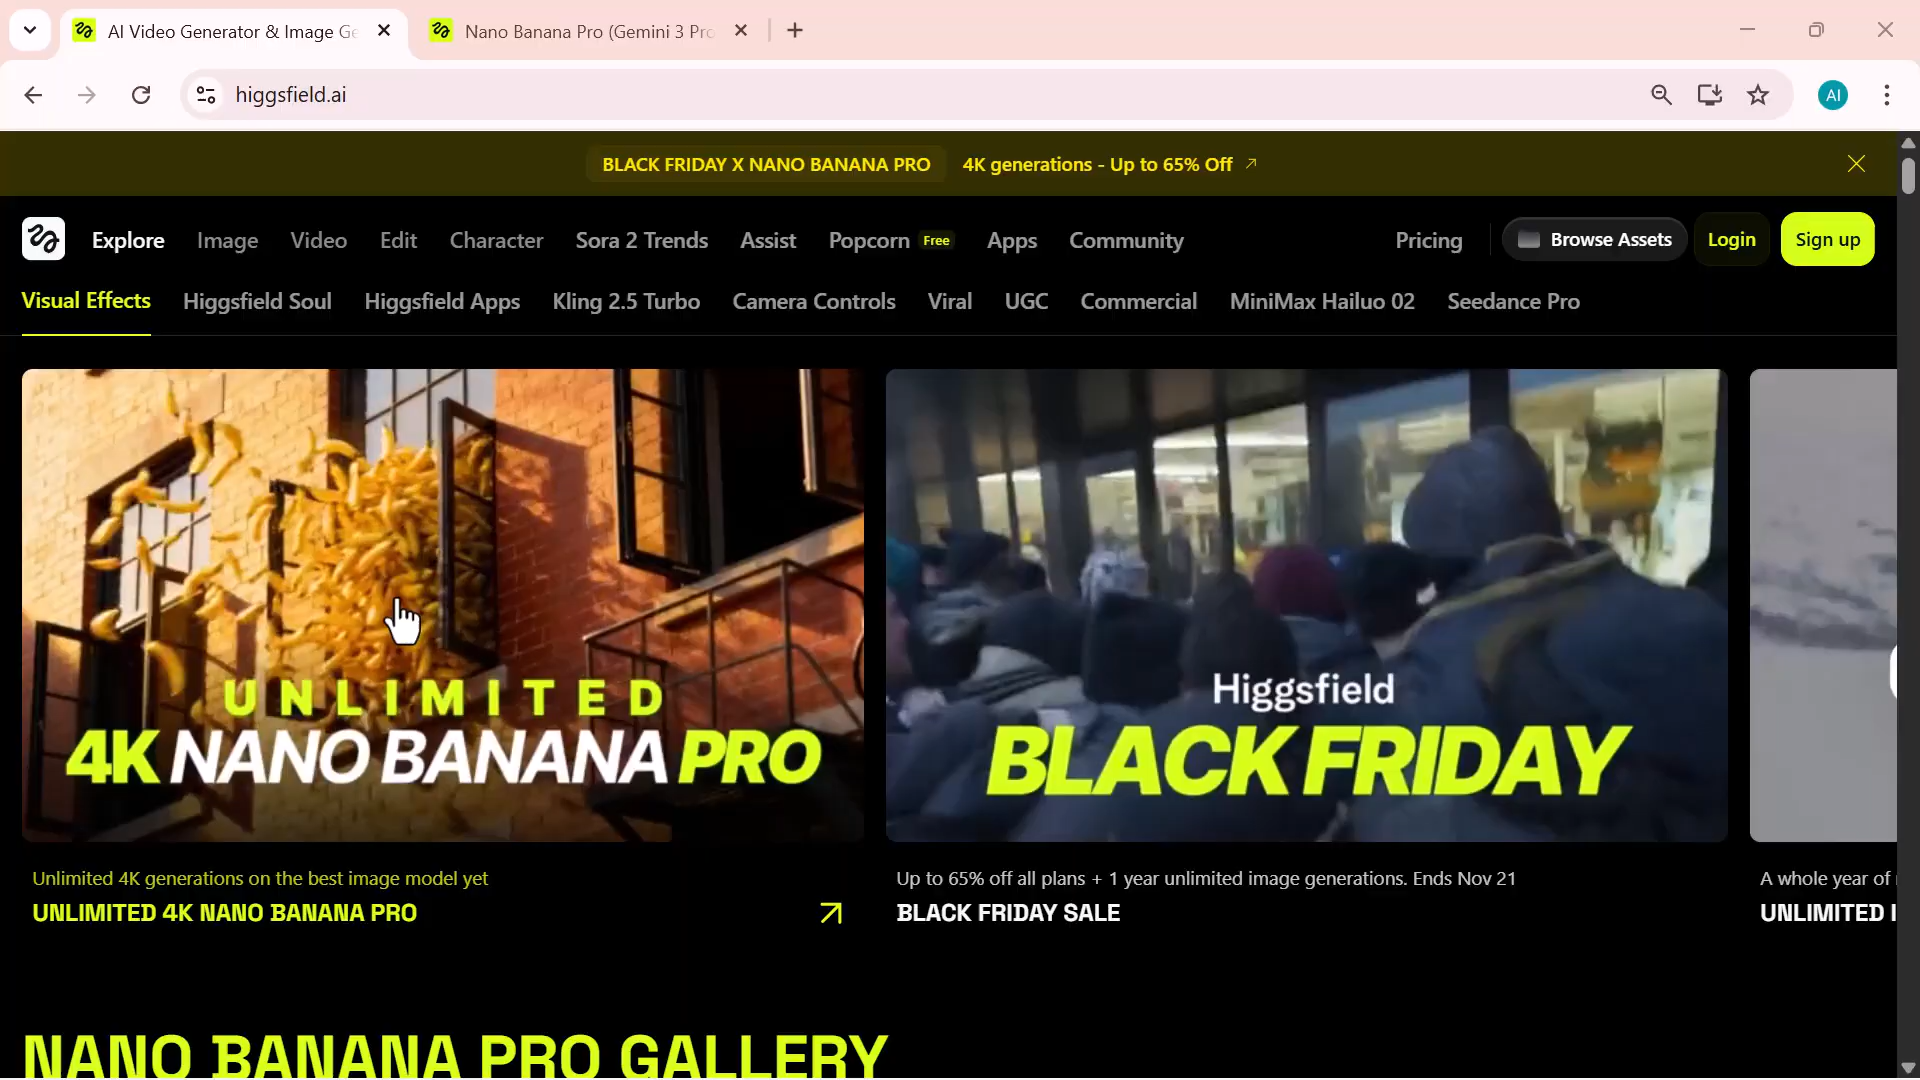 AI Video Generator & Image Ge
Nano Banana Pro (Gemini 3 Pro
higgsfield.ai
AI
BLACK FRIDAY X NANO BANANA PRO 4K generations - Up to 65% Off
Explore Image Video Edit Character Sora 2 Trends Assist Popcorn Free Apps Community Pricing Browse Assets Login Sign up
Visual Effects Higgsfield Soul Higgsfield Apps Kling 2.5 Turbo Camera Controls Viral UGC Commercial MiniMax Hailuo 02 Seedance Pro
UNLIMITED
4K NANO BANANA PRO
Higgsfield
BLACK FRIDAY
Unlimited 4K generations on the best image model yet
UNLIMITED 4K NANO BANANA PRO
Up to 65% off all plans + 1 year unlimited image generations. Ends Nov 21
BLACK FRIDAY SALE
A whole year of
UNLIMITED
NANO BANANA PRO GALLERY